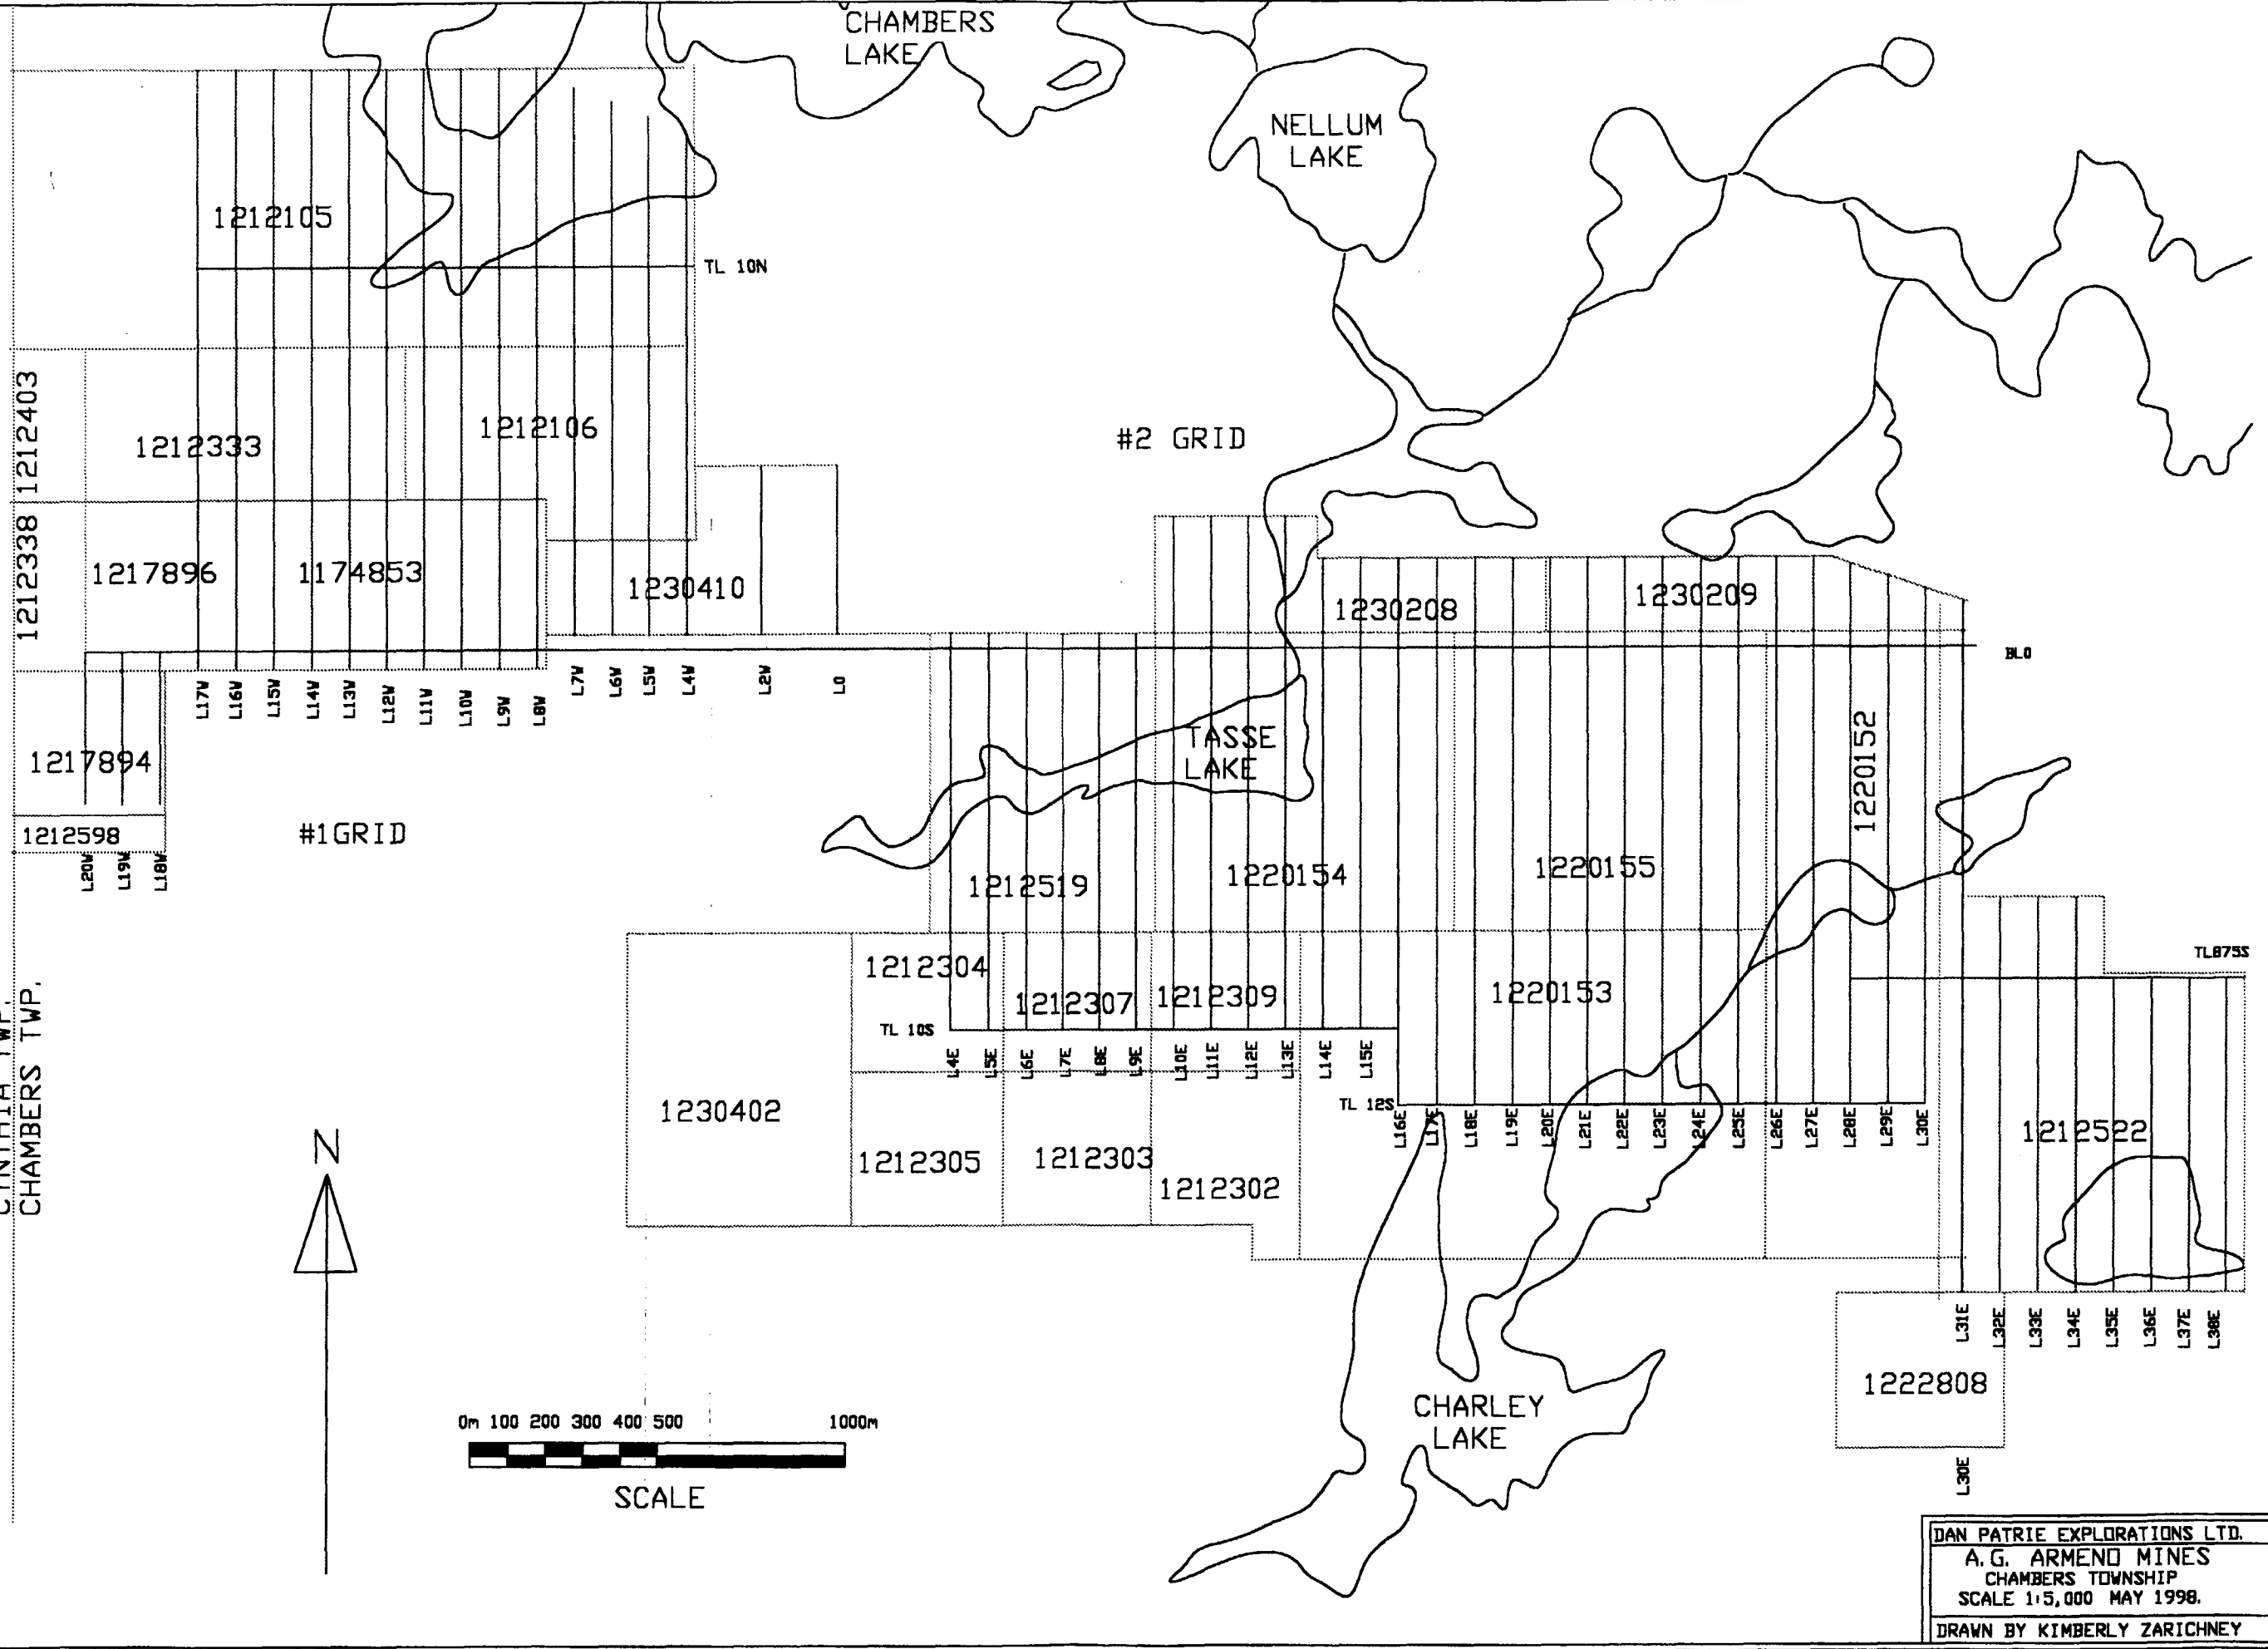 CHAMBERS
LAKE
NELLUM
LAKE
1212105
TL 10N
1212403
1212333
1212106
#2 GRID
1212338
1217896
1174853
1230410
1230208
1230209
BL0
L17W
L16W
L15W
L14W
L13W
L12W
L11W
L10W
L9W
L8W
L7W
L6W
L5W
L4W
L2W
L0
1217894
TASSE
LAKE
1220152
1212598
#1GRID
L20W
L19W
L18W
1212519
1220154
1220155
CYNTHIA TWP.
CHAMBERS TWP.
1212304
1212307
1212309
1220153
TL875S
TL 10S
L4E
L5E
L6E
L7E
L8E
L9E
L10E
L11E
L12E
L13E
L14E
L15E
TL 12S
L16E
L17E
L18E
L19E
L20E
L21E
L22E
L23E
L24E
L25E
L26E
L27E
L28E
L29E
L30E
1230402
1212305
1212303
1212302
1212522
N
L31E
L32E
L33E
L34E
L35E
L36E
L37E
L38E
1222808
CHARLEY
LAKE
0m 100 200 300 400 500 1000m
SCALE
L30E
DAN PATRIE EXPLORATIONS LTD.
A.G. ARMENO MINES
CHAMBERS TOWNSHIP
SCALE 1:5,000 MAY 1998.
DRAWN BY KIMBERLY ZARICHNEY